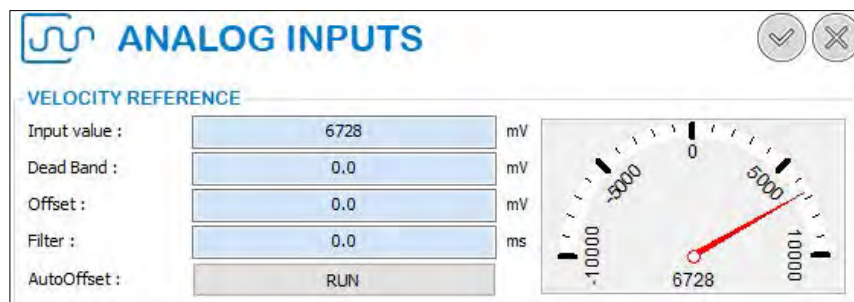 ANALOG INPUTS
VELOCITY REFERENCE
Input value : 6728 mV
Dead Band : 0.0 mV
Offset : 0.0 mV
Filter : 0.0 ms
AutoOffset : RUN
-10000
-5000
0
5000
10000
6728